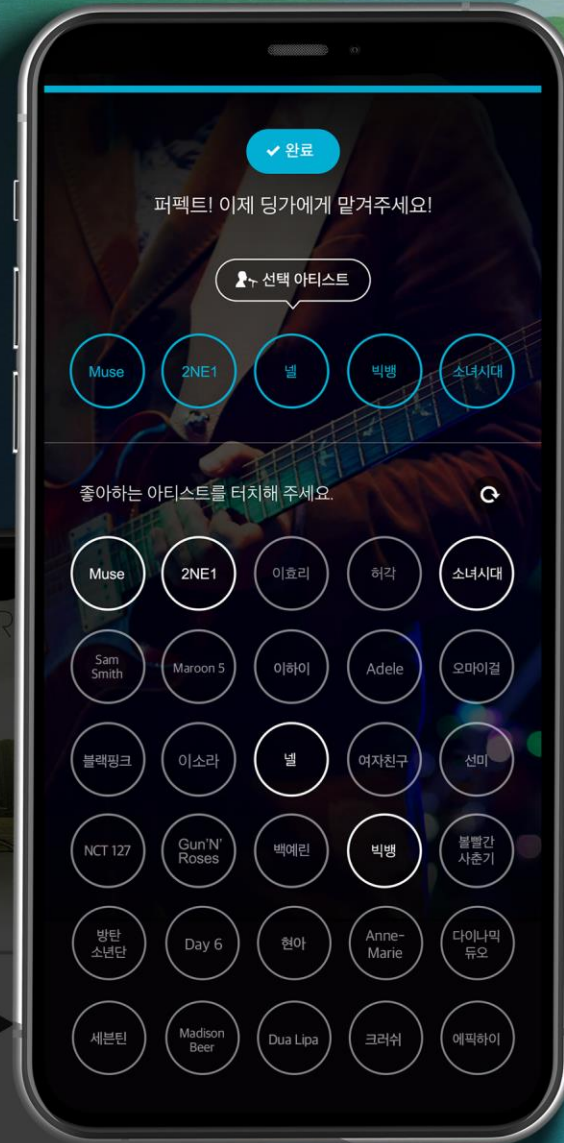 완료
퍼펙트! 이제 딩가에게 맡겨주세요!
선택 아티스트
Muse 2NE1 넬 빅뱅 소녀시대
좋아하는 아티스트를 터치해 주세요.
Muse 2NE1 이효리 허각 소녀시대
Sam
Smith
Maroon 5 이하이 Adele 오마이걸
블랙핑크 이소라 넬 여자친구 선미
NCT 127
Gun'N'
Roses
백예린 빅뱅
볼빨간
사춘기
방탄
소년단
Day 6 현아
Anne-
Marie
다이나믹
듀오
세븐틴
Madison
Beer
Dua Lipa 크러쉬 에픽하이
R